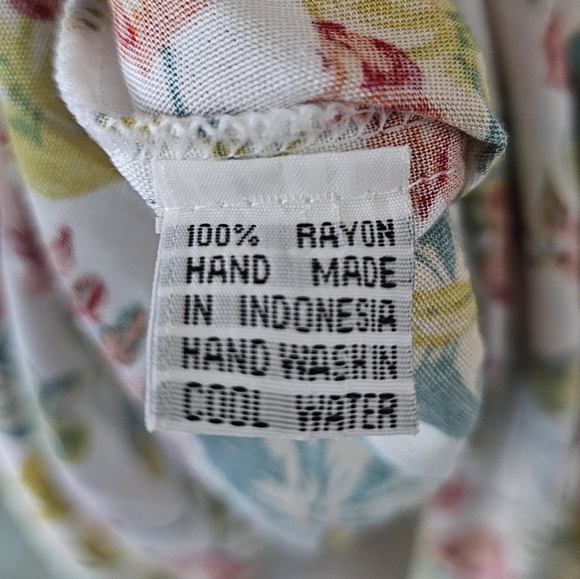 100% RAYON
HAND MADE
IN INDONESIA
HAND WASH IN
COOL WATER